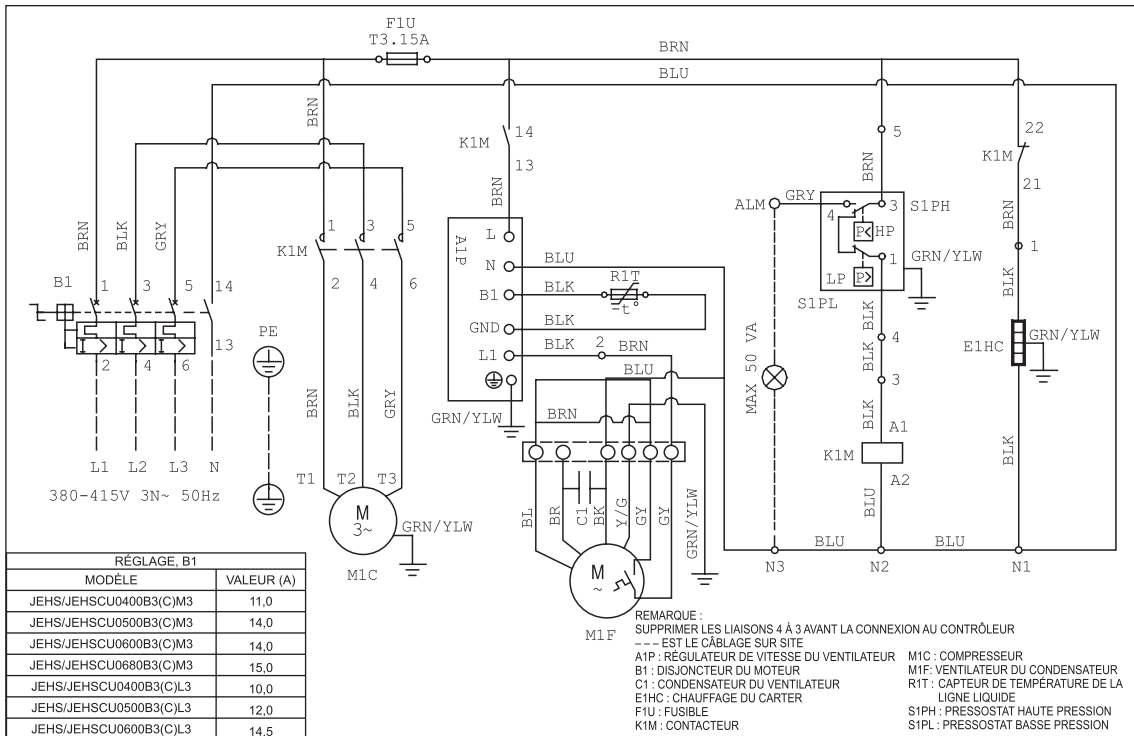 F1U
T3.15A
BRN
BLU
BRN
K1M
14
13
BRN
5
BRN
22
K1M
21
BRN
1
BLK
BRN
BLK
GRY
B1
1
3
5
14
13
2
4
6
L1
L2
L3
N
380-415V 3N~ 50Hz
PE
K1M
1
3
5
2
4
6
BRN
BLK
GRY
T1
T2
T3
M
3~
GRN/YLW
M1C
A1P
L
N
B1
GND
L1
BLU
BLK
R1T
-t°
BLK
BLK
2
BRN
BLU
GRN/YLW
BRN
BL
BR
C1
BK
Y/G
GY
GY
GRN/YLW
M
~
M1F
ALM
GRY
4
3
S1PH
P<
HP
1
LP
P>
S1PL
GRN/YLW
MAX 50 VA
BLK
4
BLK
3
BLK
A1
K1M
A2
BLU
E1HC
GRN/YLW
BLK
BLU
BLU
N3
N2
N1
RÉGLAGE, B1
MODÈLE VALEUR (A)
JEHS/JEHSCU0400B3(C)M3 11,0
JEHS/JEHSCU0500B3(C)M3 14,0
JEHS/JEHSCU0600B3(C)M3 14,0
JEHS/JEHSCU0680B3(C)M3 15,0
JEHS/JEHSCU0400B3(C)L3 10,0
JEHS/JEHSCU0500B3(C)L3 12,0
JEHS/JEHSCU0600B3(C)L3 14,5
REMARQUE :
SUPPRIMER LES LIAISONS 4 À 3 AVANT LA CONNEXION AU CONTRÔLEUR
--- EST LE CÂBLAGE SUR SITE
A1P : RÉGULATEUR DE VITESSE DU VENTILATEUR
B1 : DISJONCTEUR DU MOTEUR
C1 : CONDENSATEUR DU VENTILATEUR
E1HC : CHAUFFAGE DU CARTER
F1U : FUSIBLE
K1M : CONTACTEUR
M1C : COMPRESSEUR
M1F: VENTILATEUR DU CONDENSATEUR
R1T : CAPTEUR DE TEMPÉRATURE DE LA
LIGNE LIQUIDE
S1PH : PRESSOSTAT HAUTE PRESSION
S1PL : PRESSOSTAT BASSE PRESSION